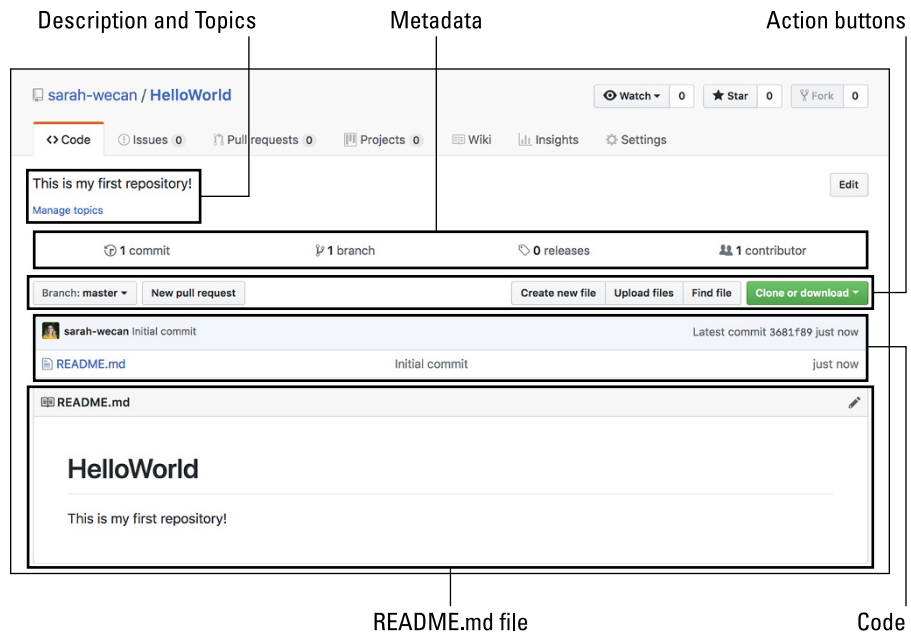 Description and Topics Metadata Action buttons
sarah-wecan / HelloWorld Watch 0 Star 0 Fork 0
Code Issues 0 Pull requests 0 Projects 0 Wiki Insights Settings
This is my first repository! Edit
Manage topics
1 commit 1 branch 0 releases 1 contributor
Branch: master New pull request Create new file Upload files Find file Clone or download
sarah-wecan Initial commit Latest commit 3681f89 just now
README.md Initial commit just now
README.md
HelloWorld
This is my first repository!
README.md file Code